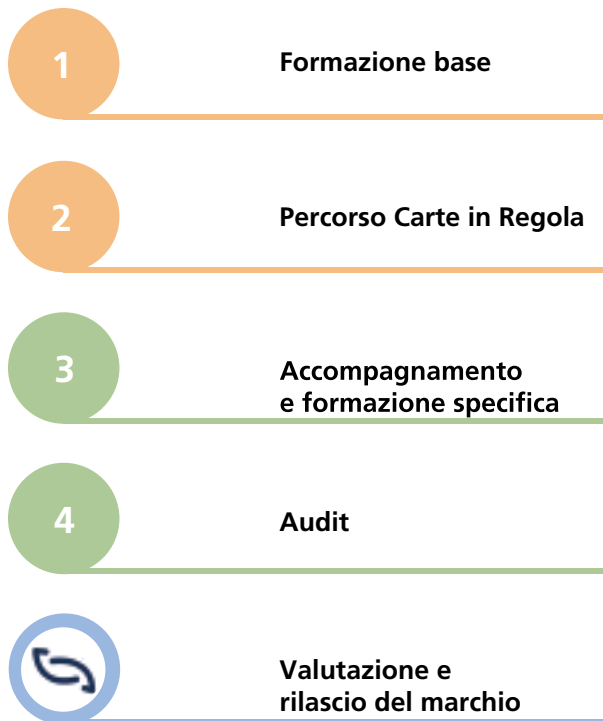 1
Formazione base
2
Percorso Carte in Regola
3
Accompagnamento
e formazione specifica
4
Audit
Valutazione e
rilascio del marchio